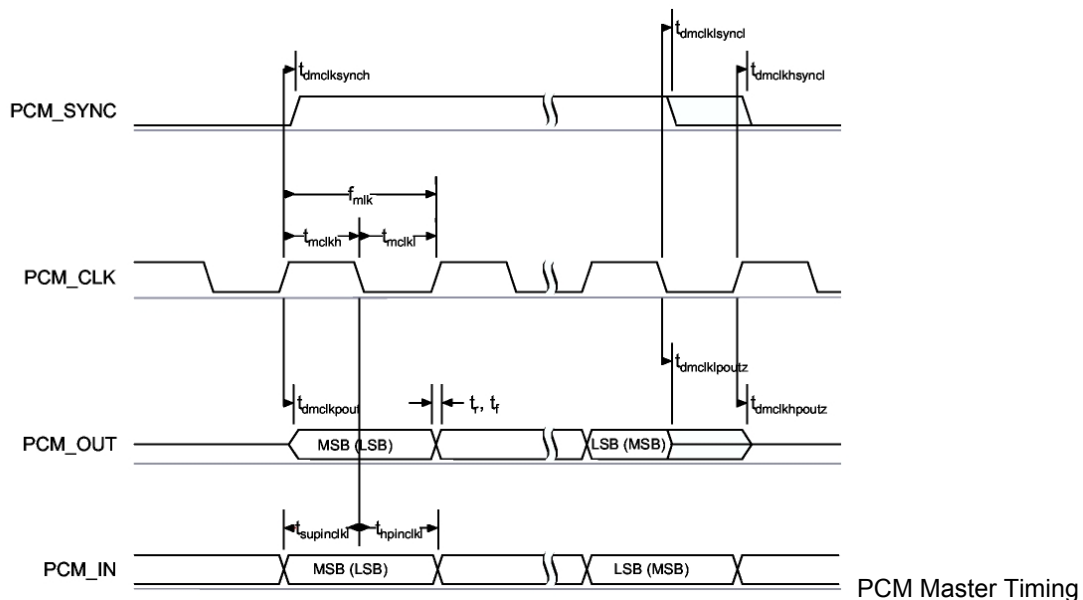 tdmclklsyncl
tdmclksynch
tdmclkhsyncl
PCM_SYNC
fmlk
tmclkh
tmclkl
PCM_CLK
tdmclklpoutz
tdmclkpout
tr, tf
tdmclkhpoutz
PCM_OUT
MSB (LSB)
LSB (MSB)
tsupinclkl
thpinclkl
PCM_IN
MSB (LSB)
LSB (MSB)
PCM Master Timing